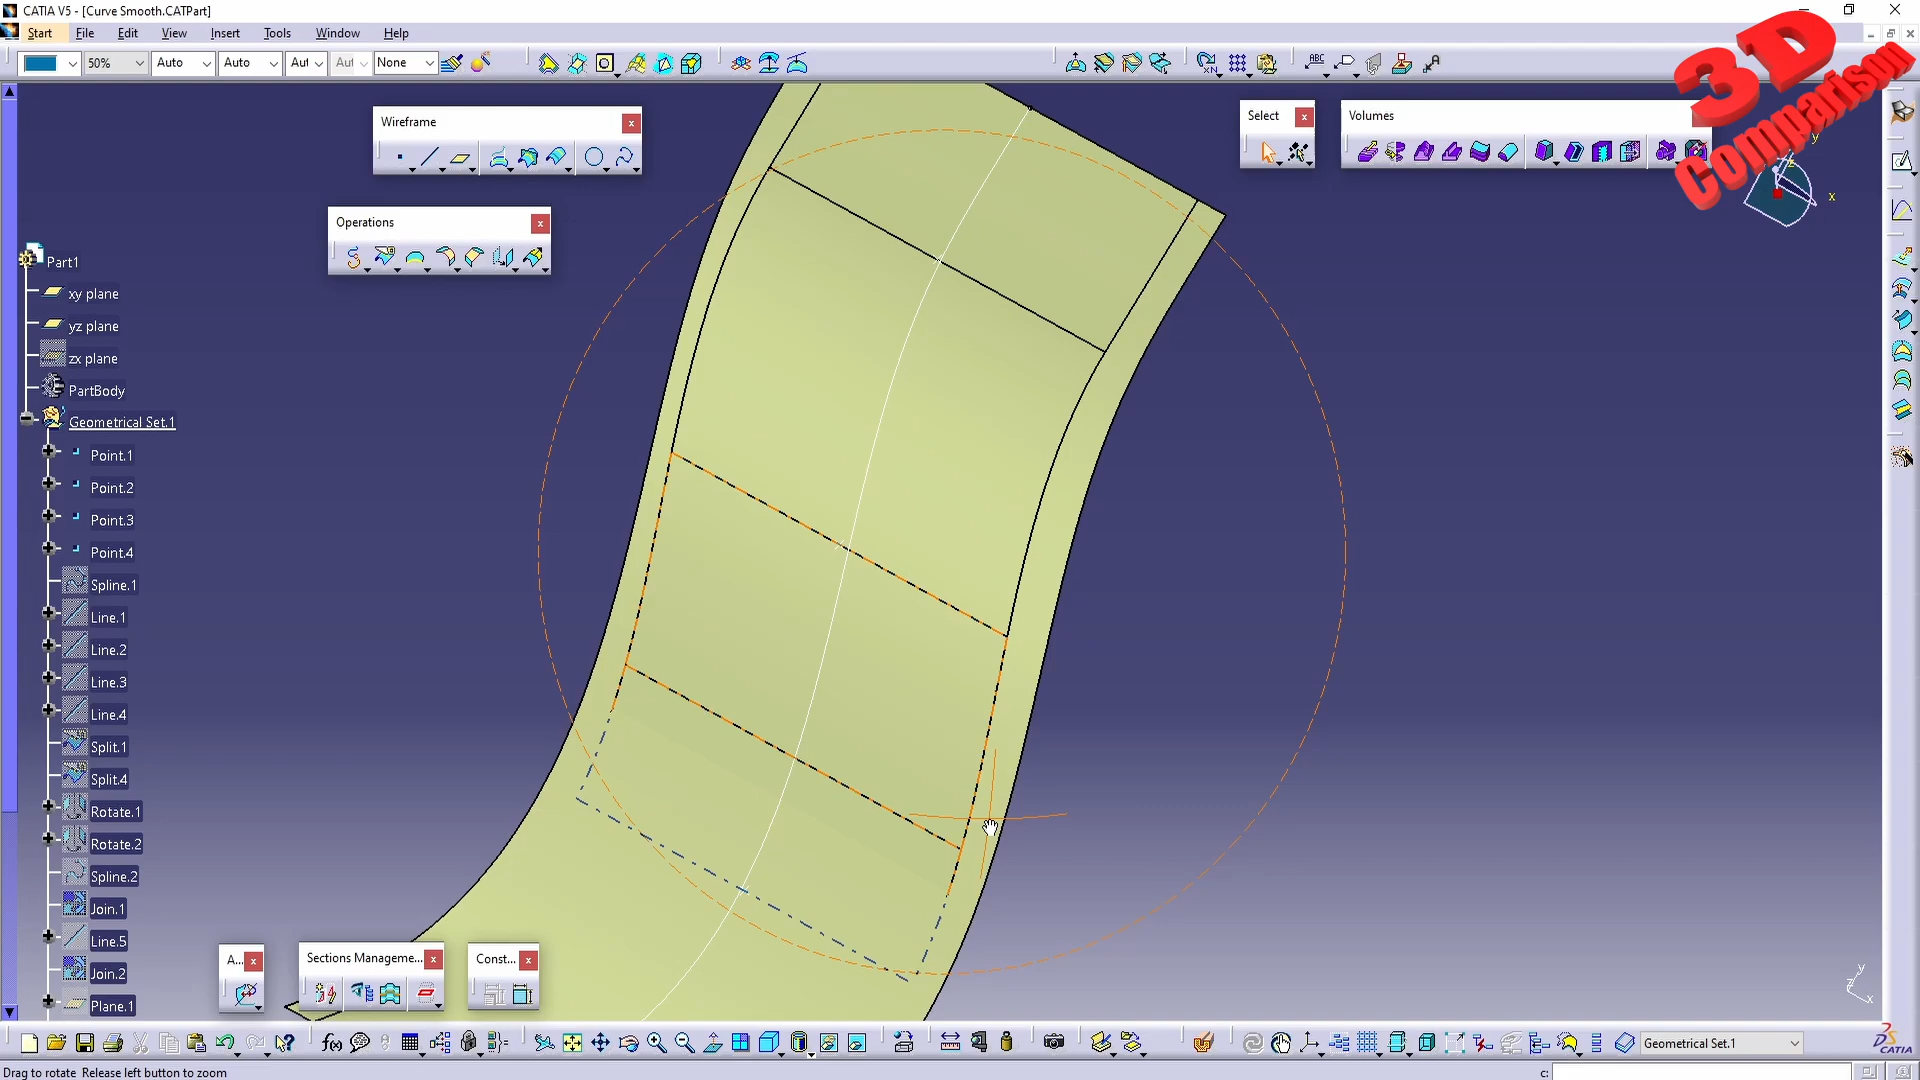 CATIA V5 - [Curve Smooth.CATPart]
Start File Edit View Insert Tools Window Help
50% Auto Auto Aut Aut None
ABC
3D
Comparison
Wireframe
Select
Volumes
Operations
y
z
x
Part1
xy plane
yz plane
zx plane
PartBody
Geometrical Set.1
Point.1
Point.2
Point.3
Point.4
Spline.1
Line.1
Line.2
Line.3
Line.4
Split.1
Split.4
Rotate.1
Rotate.2
Spline.2
Join.1
Line.5
Join.2
Plane.1
A...
Sections Manageme...
Const...
y
z
x
f(x)
Geometrical Set.1
CATIA
Drag to rotate Release left button to zoom
c: